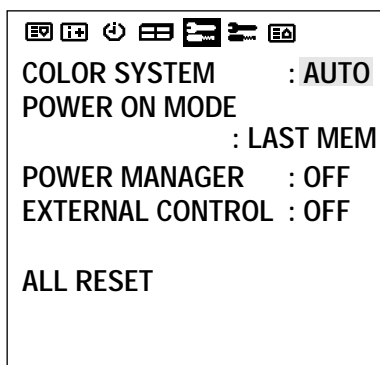 COLOR SYSTEM : AUTO
POWER ON MODE
: LAST MEM
POWER MANAGER : OFF
EXTERNAL CONTROL : OFF
ALL RESET